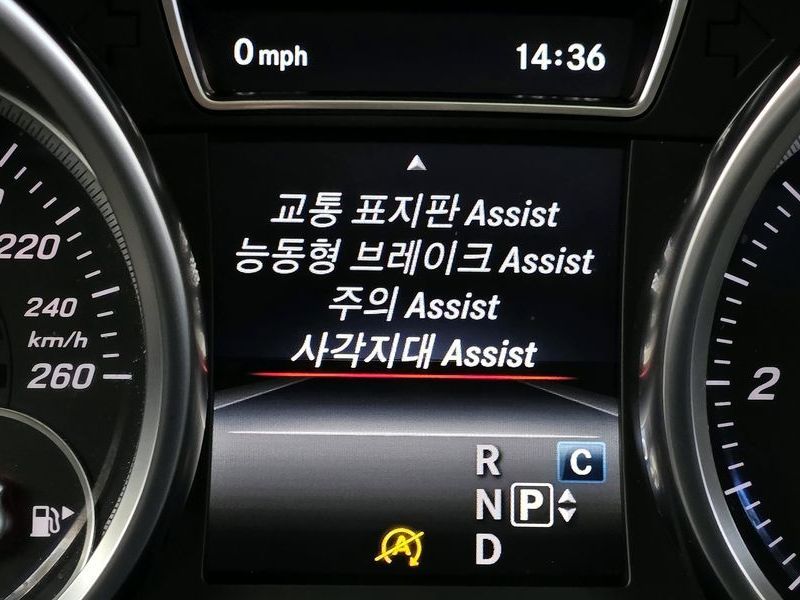 0 mph 14:36
교통 표지판 Assist
능동형 브레이크 Assist
주의 Assist
사각지대 Assist
220
240
km/h
260
2
R C
N P
A D